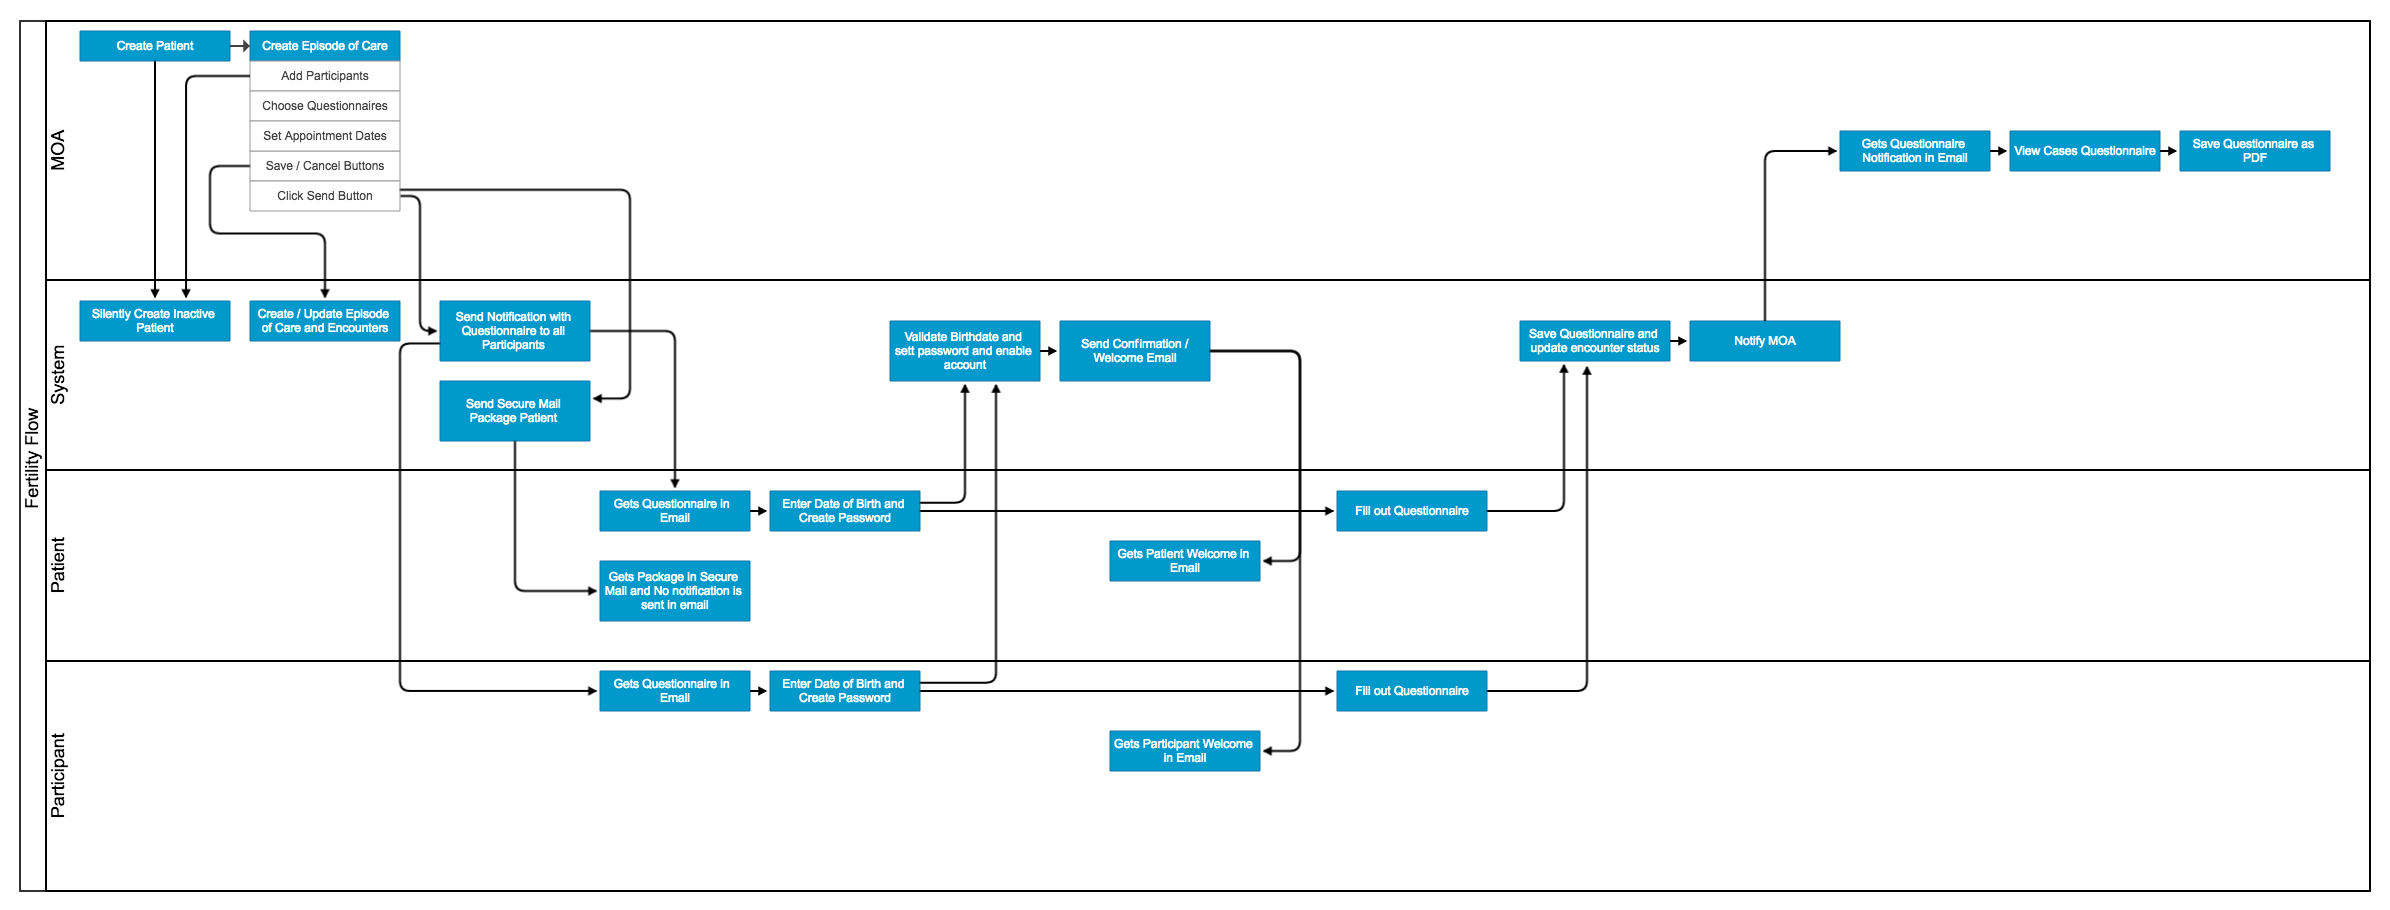 Fertility Flow
MOA
Create Patient
Create Episode of Care
Add Participants
Choose Questionnaires
Set Appointment Dates
Save / Cancel Buttons
Click Send Button
Gets Questionnaire
Notification in Email
View Cases Questionnaire
Save Questionnaire as
PDF
System
Silently Create Inactive
Patient
Create / Update Episode
of Care and Encounters
Send Notification with
Questionnaire to all
Participants
Send Secure Mail
Package Patient
Validate Birthdate and
sett password and enable
account
Send Confirmation /
Welcome Email
Save Questionnaire and
update encounter status
Notify MOA
Patient
Gets Questionnaire in
Email
Enter Date of Birth and
Create Password
Fill out Questionnaire
Gets Patient Welcome in
Email
Gets Package in Secure
Mail and No notification is
sent in email
Participant
Gets Questionnaire in
Email
Enter Date of Birth and
Create Password
Fill out Questionnaire
Gets Participant Welcome
in Email